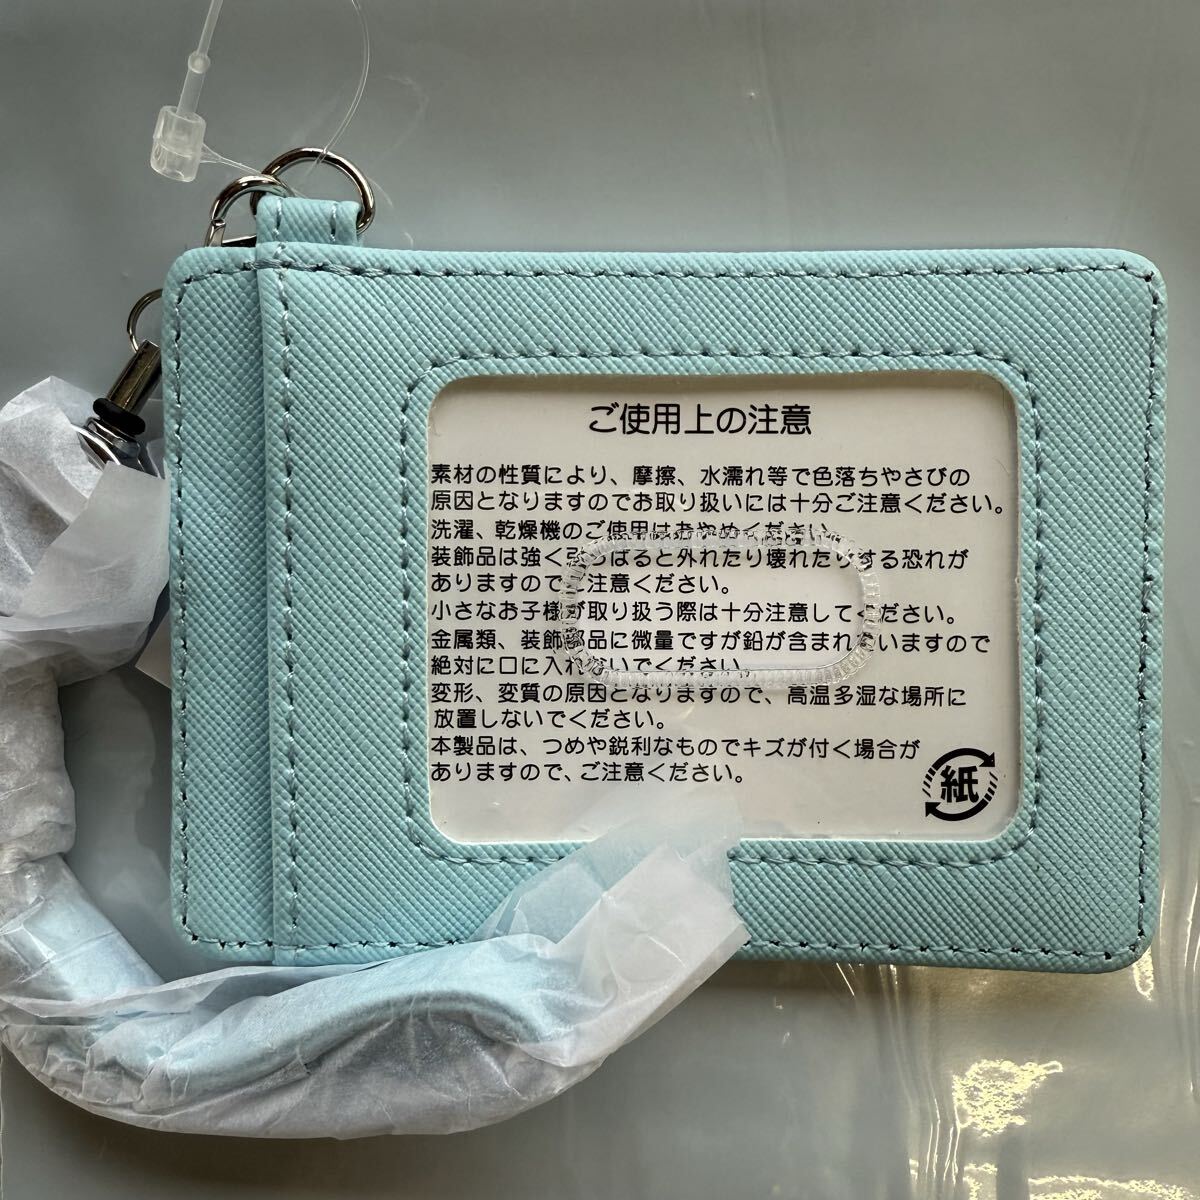 ご使用上の注意
素材の性質により、摩擦、水濡れ等で色落ちやさびの
原因となりますのでお取り扱いには十分ご注意ください。
洗濯、乾燥機のご使用はおやめください。
装飾品は強く引っぱると外れたり壊れたりする恐れが
ありますのでご注意ください。
小さなお子様が取り扱う際は十分注意してください。
金属類、装飾部品に微量ですが鉛が含まれていますので
絶対に口に入れないでください。
変形、変質の原因となりますので、高温多湿な場所に
放置しないでください。
本製品は、つめや鋭利なものでキズが付く場合が
ありますので、ご注意ください。
紙